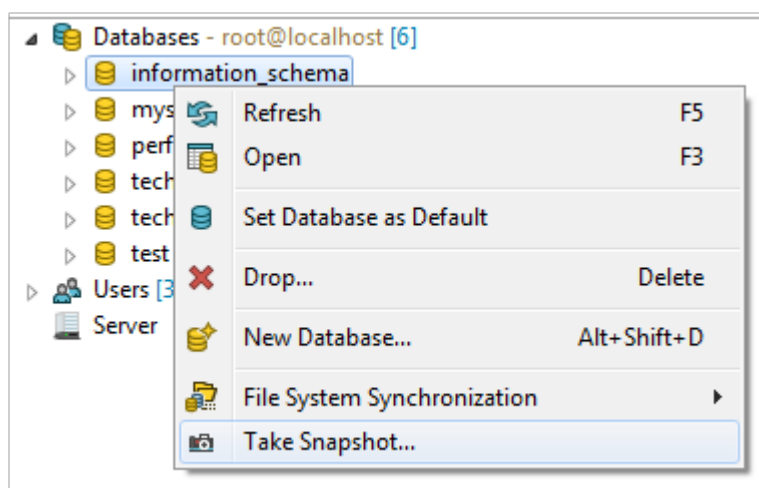 Databases - root@localhost [6]
information_schema
mys
perf
tech
tech
test
Users [3
Server
Refresh F5
Open F3
Set Database as Default
Drop... Delete
New Database... Alt+Shift+D
File System Synchronization
Take Snapshot...